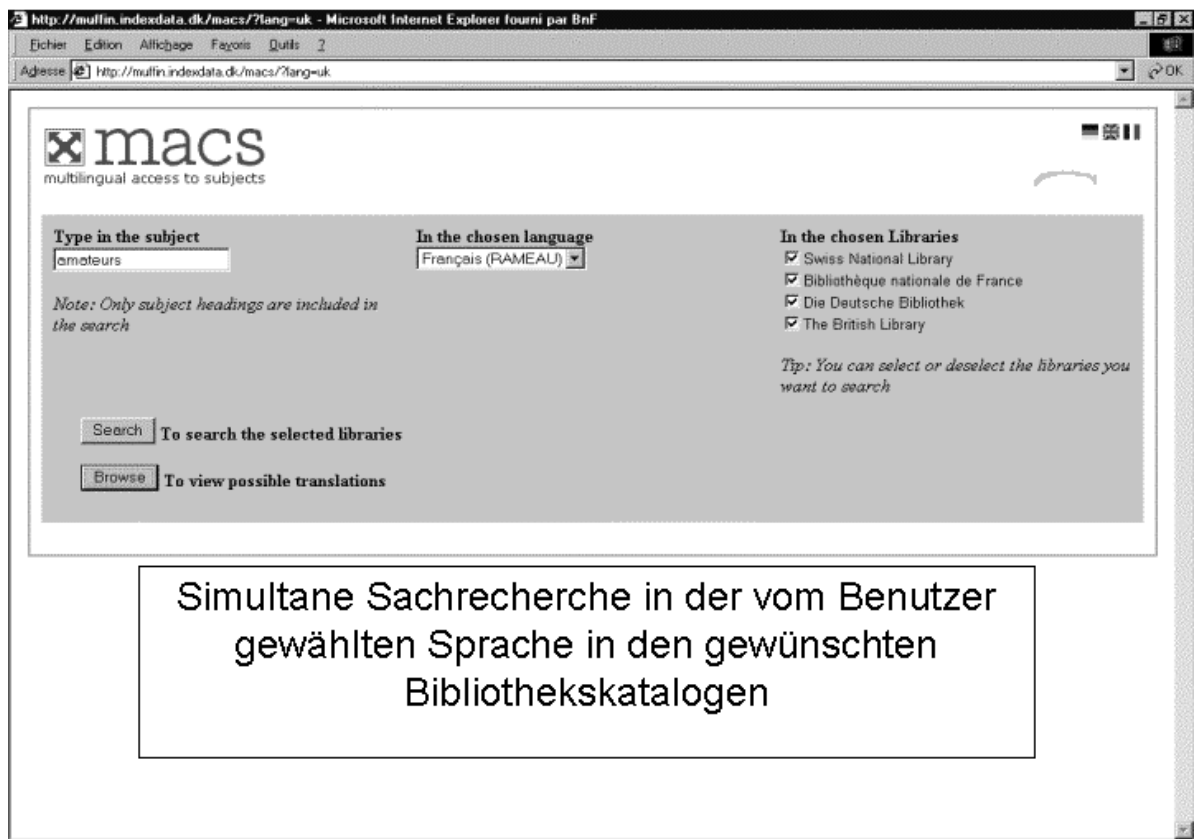 http://muffin.indexdata.dk/macs/?lang=uk - Microsoft Internet Explorer fourni par BnF
Fichier Edition Affichage Favoris Outils ?
Adresse http://muffin.indexdata.dk/macs/?lang=uk OK
macs
multilingual access to subjects
Type in the subject
amateurs
Note: Only subject headings are included in
the search
In the chosen language
Français (RAMEAU)
In the chosen Libraries
Swiss National Library
Bibliothèque nationale de France
Die Deutsche Bibliothek
The British Library
Tip: You can select or deselect the libraries you
want to search
Search To search the selected libraries
Browse To view possible translations
Simultane Sachrecherche in der vom Benutzer
gewählten Sprache in den gewünschten
Bibliothekskatalogen